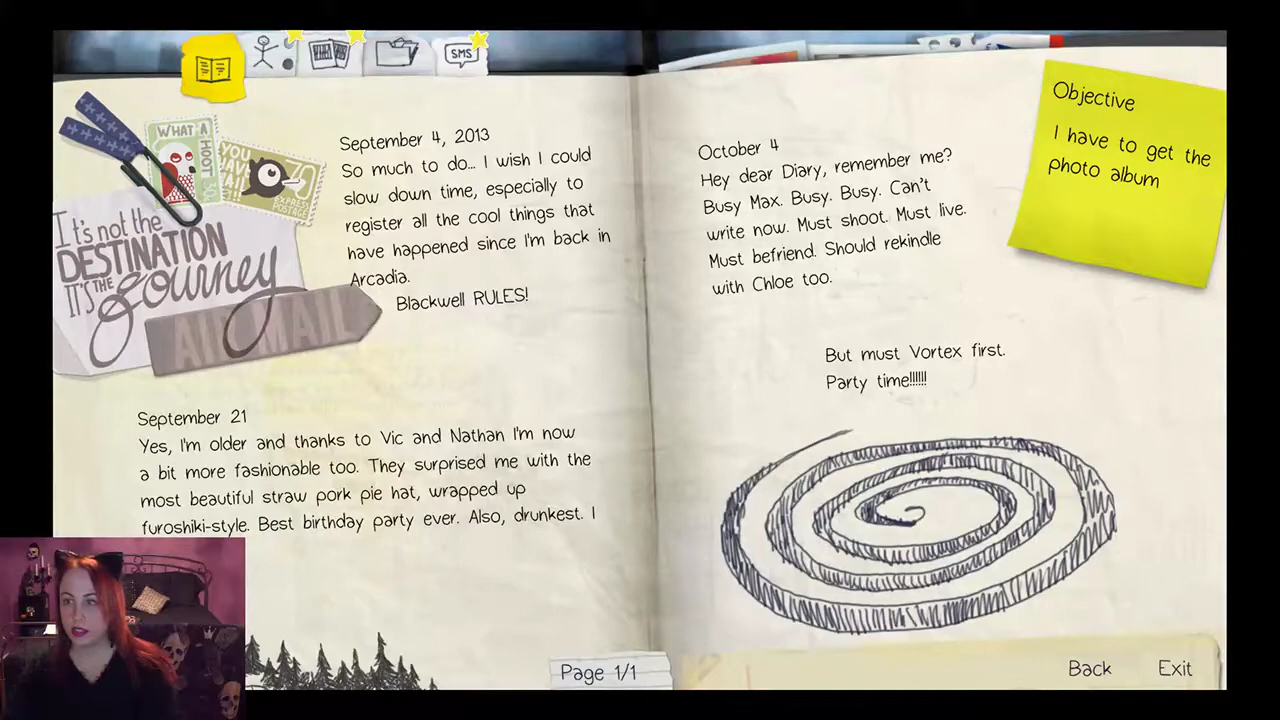 SMS
WHAT A
HOOT
YOU
HAVE
MAIL!!!
70
EXPRESS
POSTAGE
It's not the
DESTINATION
IT'S THE
journey
AIR MAIL
September 4, 2013
So much to do... I wish I could
slow down time, especially to
register all the cool things that
have happened since I'm back in
Arcadia.
Blackwell RULES!
September 21
Yes, I'm older and thanks to Vic and Nathan I'm now
a bit more fashionable too. They surprised me with the
most beautiful straw pork pie hat, wrapped up
furoshiki-style. Best birthday party ever. Also, drunkest. I
October 4
Hey dear Diary, remember me?
Busy Max. Busy. Busy. Can't
write now. Must shoot. Must live.
Must befriend. Should rekindle
with Chloe too.
But must Vortex first.
Party time!!!!!!
Objective
I have to get the
photo album
Page 1/1
Back
Exit